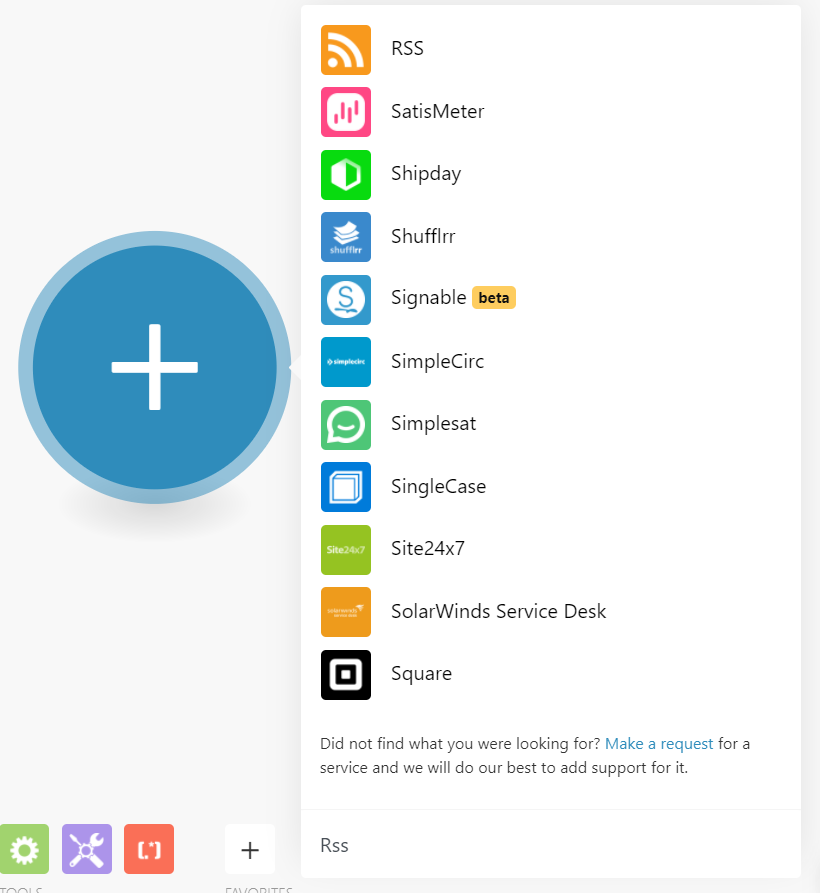 RSS
SatisMeter
Shipday
shufflrr
Shufflrr
Signable beta
simplecirc
SimpleCirc
Simplesat
SingleCase
Site24x7
Site24x7
solarwinds
SolarWinds Service Desk
Square
Did not find what you were looking for? Make a request for a
service and we will do our best to add support for it.
[.*]
+
Rss
TOOLS
FAVORITES